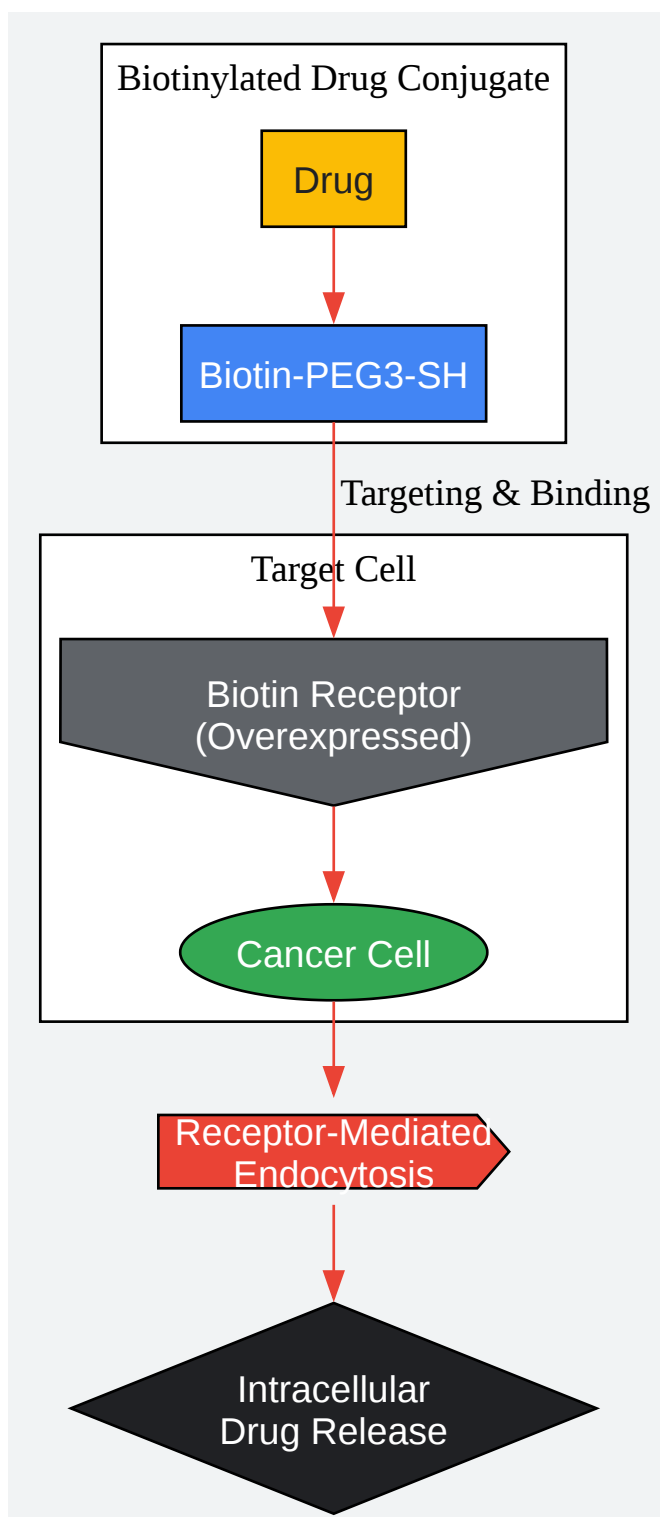 Biotinylated Drug Conjugate
Drug
Biotin-PEG3-SH
Targeting & Binding
Target Cell
Biotin Receptor
(Overexpressed)
Cancer Cell
Receptor-Mediated
Endocytosis
Intracellular
Drug Release